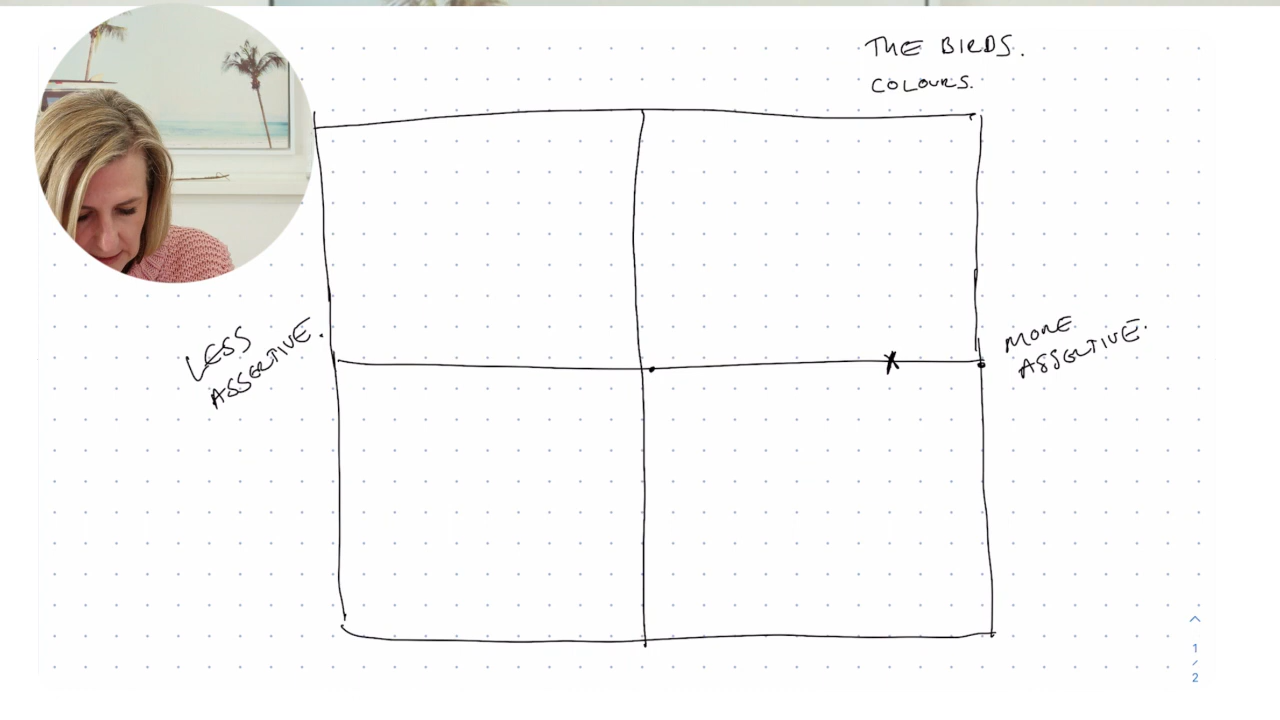 THE BIRDS.
COLOURS.
LESS
ASSERTIVE.
MORE
ASSERTIVE.
1
/
2